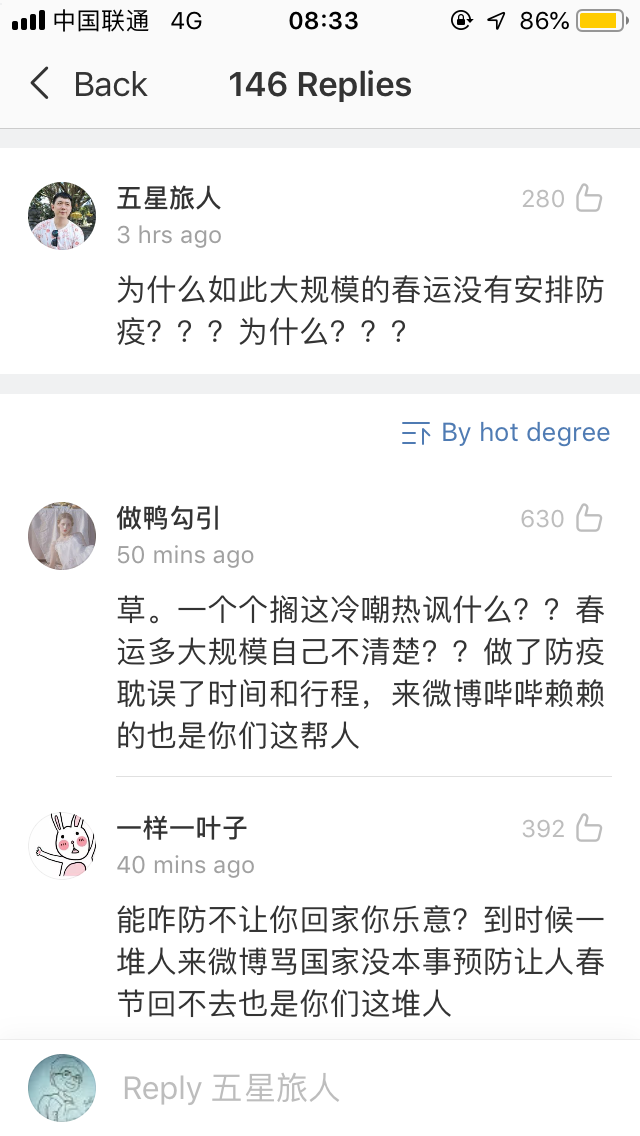 中国联通 4G 08:33 86%
Back 146 Replies
五星旅人 280
3 hrs ago
为什么如此大规模的春运没有安排防
疫？？？为什么？？？
By hot degree
做鸭勾引 630
50 mins ago
草。一个个搁这冷嘲热讽什么？？春
运多大规模自己不清楚？？做了防疫
耽误了时间和行程，来微博哔哔赖赖
的也是你们这帮人
一样一叶子 392
40 mins ago
能咋防不让你回家你乐意？到时候一
堆人来微博骂国家没本事预防让人春
节回不去也是你们这堆人
Reply 五星旅人